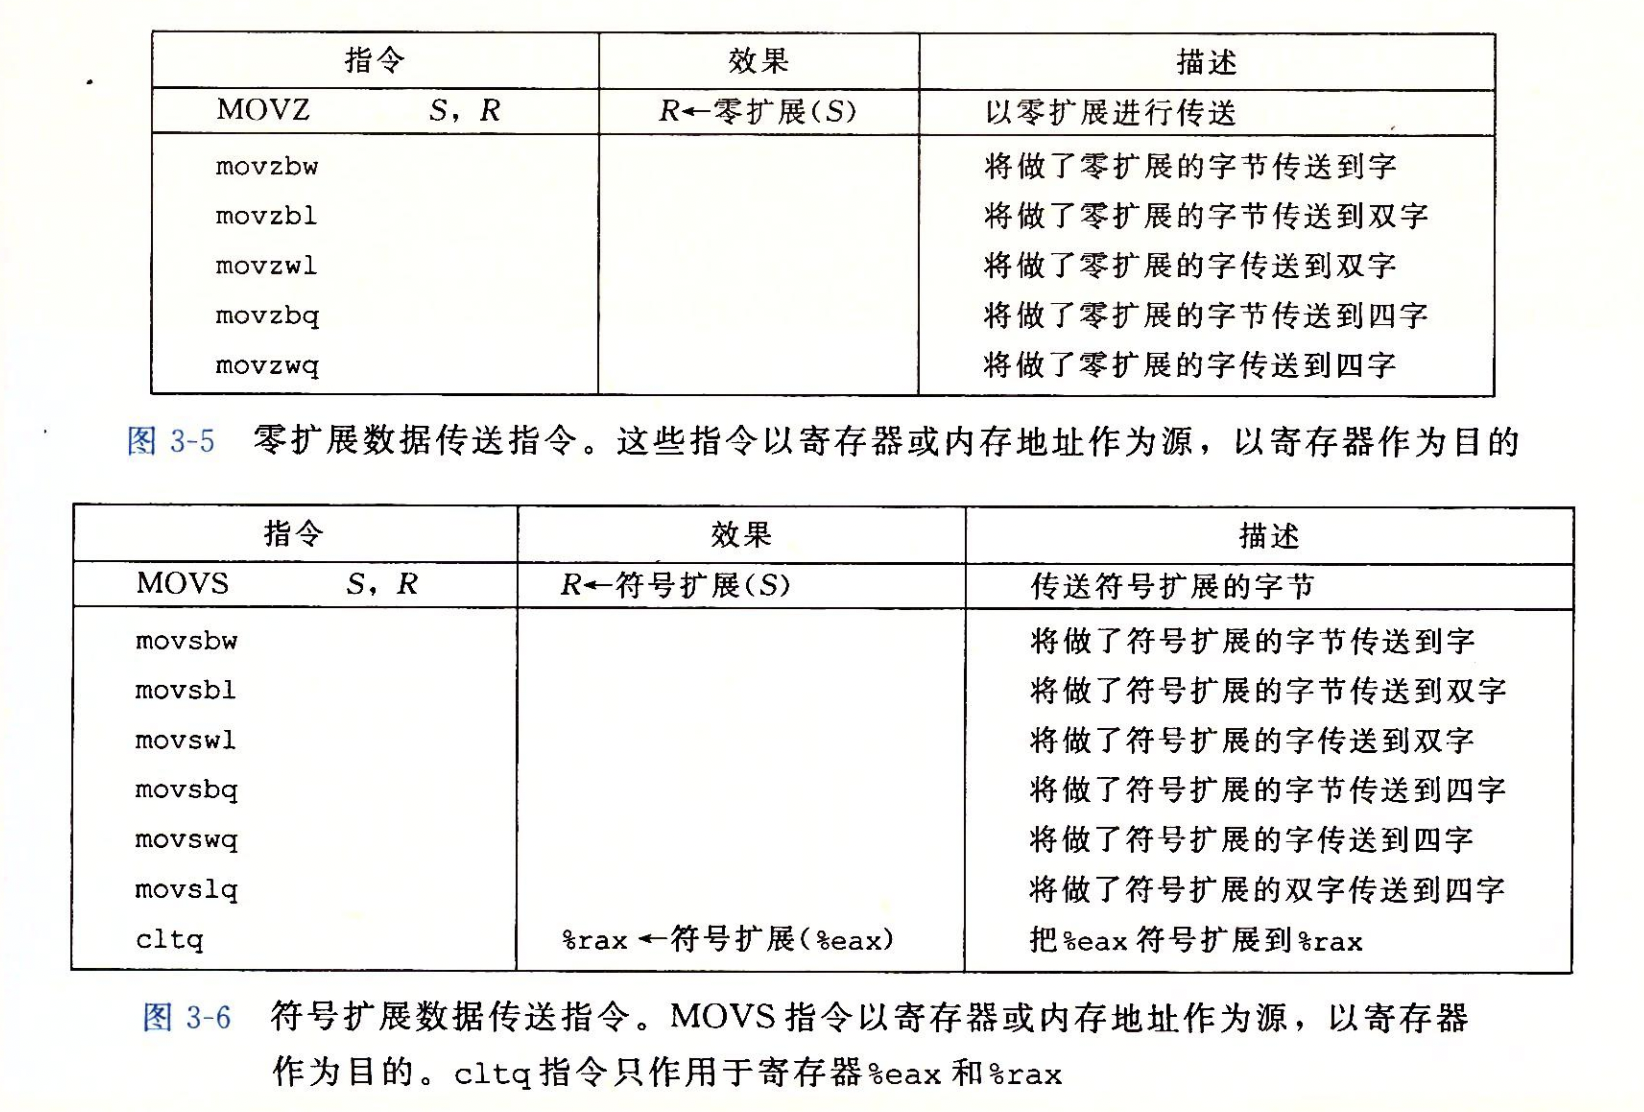 指令 效果 描述
MOVZ S, R R←零扩展(S) 以零扩展进行传送
movzbw 将做了零扩展的字节传送到字
movzbl 将做了零扩展的字节传送到双字
movzwl 将做了零扩展的字传送到双字
movzbq 将做了零扩展的字节传送到四字
movzwq 将做了零扩展的字传送到四字
图 3-5 零扩展数据传送指令。这些指令以寄存器或内存地址作为源，以寄存器作为目的
指令 效果 描述
MOVS S, R R←符号扩展(S) 传送符号扩展的字节
movsbw 将做了符号扩展的字节传送到字
movsbl 将做了符号扩展的字节传送到双字
movswl 将做了符号扩展的字传送到双字
movsbq 将做了符号扩展的字节传送到四字
movswq 将做了符号扩展的字传送到四字
movslq 将做了符号扩展的双字传送到四字
cltq %rax←符号扩展(%eax) 把%eax符号扩展到%rax
图 3-6 符号扩展数据传送指令。MOVS指令以寄存器或内存地址作为源，以寄存器
作为目的。cltq指令只作用于寄存器%eax和%rax